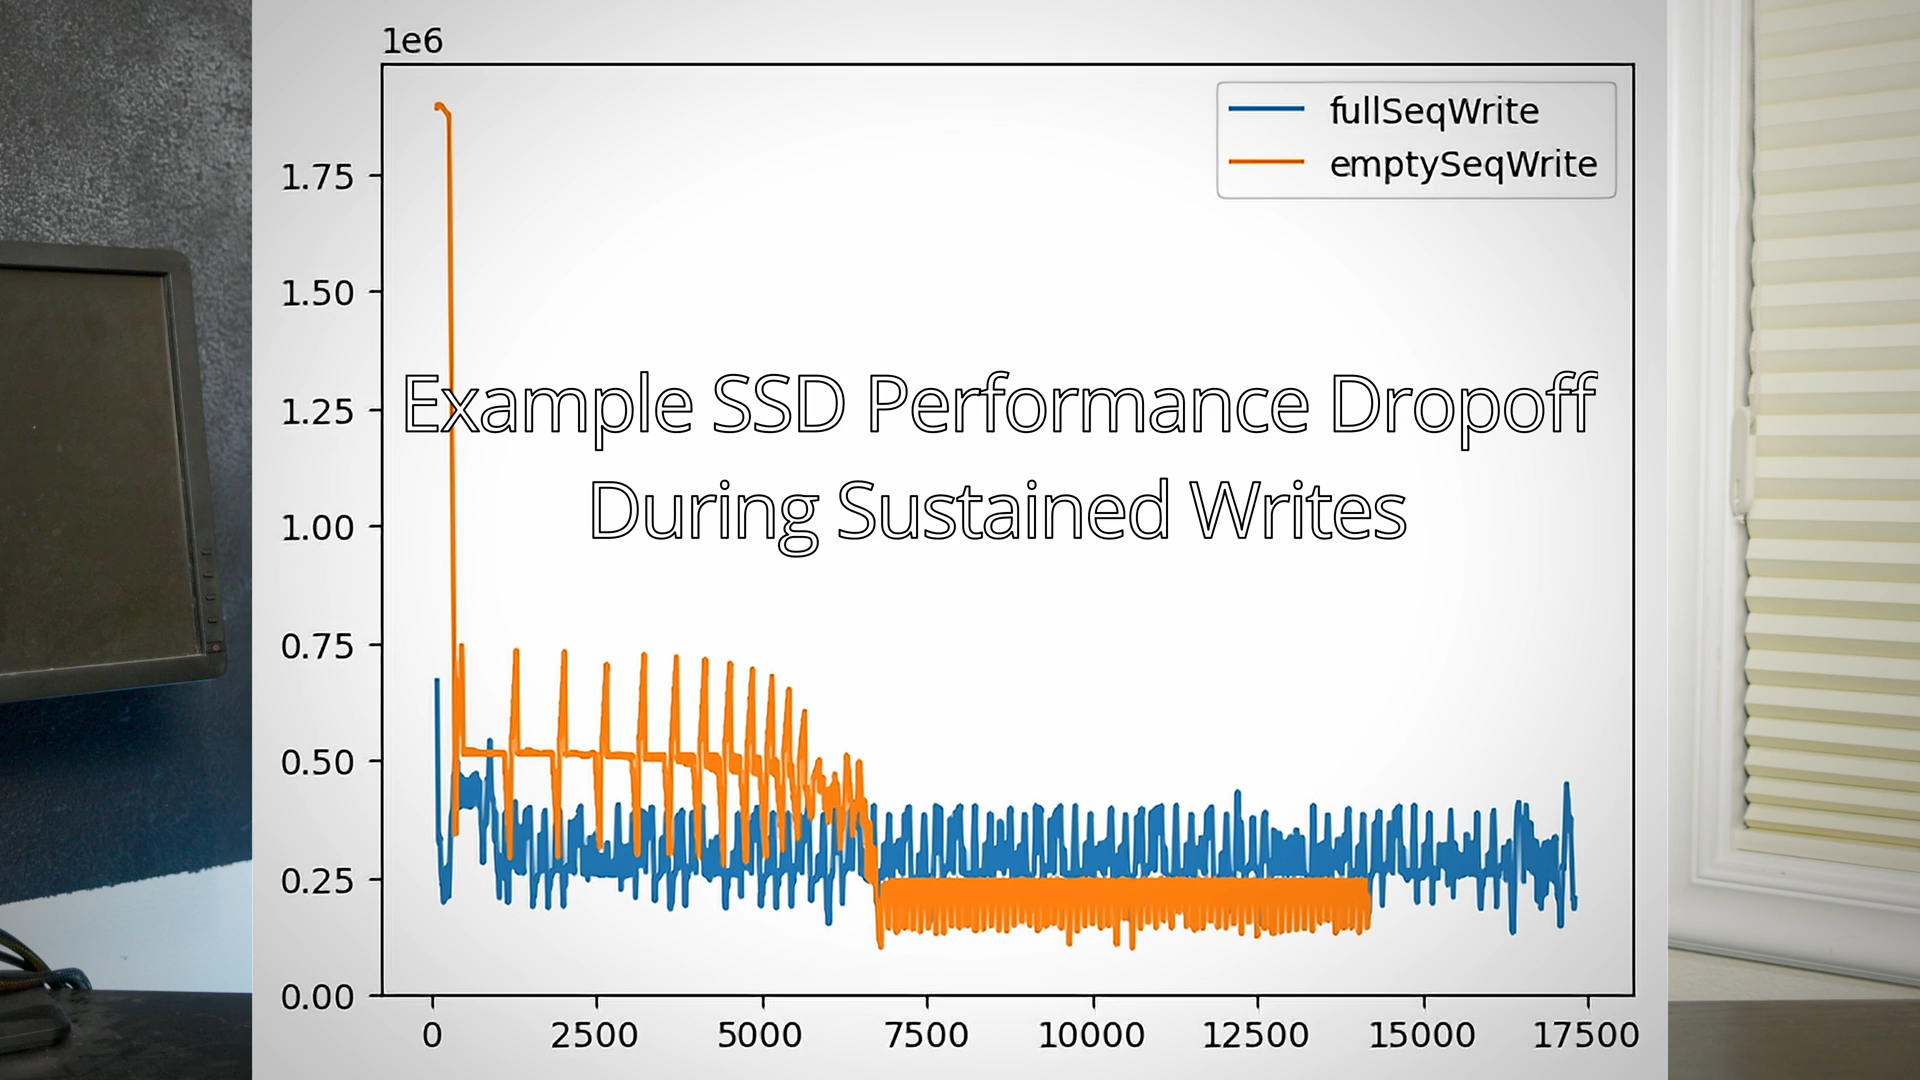 1e6
fullSeqWrite
emptySeqWrite
1.75
1.50
1.25
1.00
0.75
0.50
0.25
0.00
Example SSD Performance Dropoff
During Sustained Writes
0 2500 5000 7500 10000 12500 15000 17500